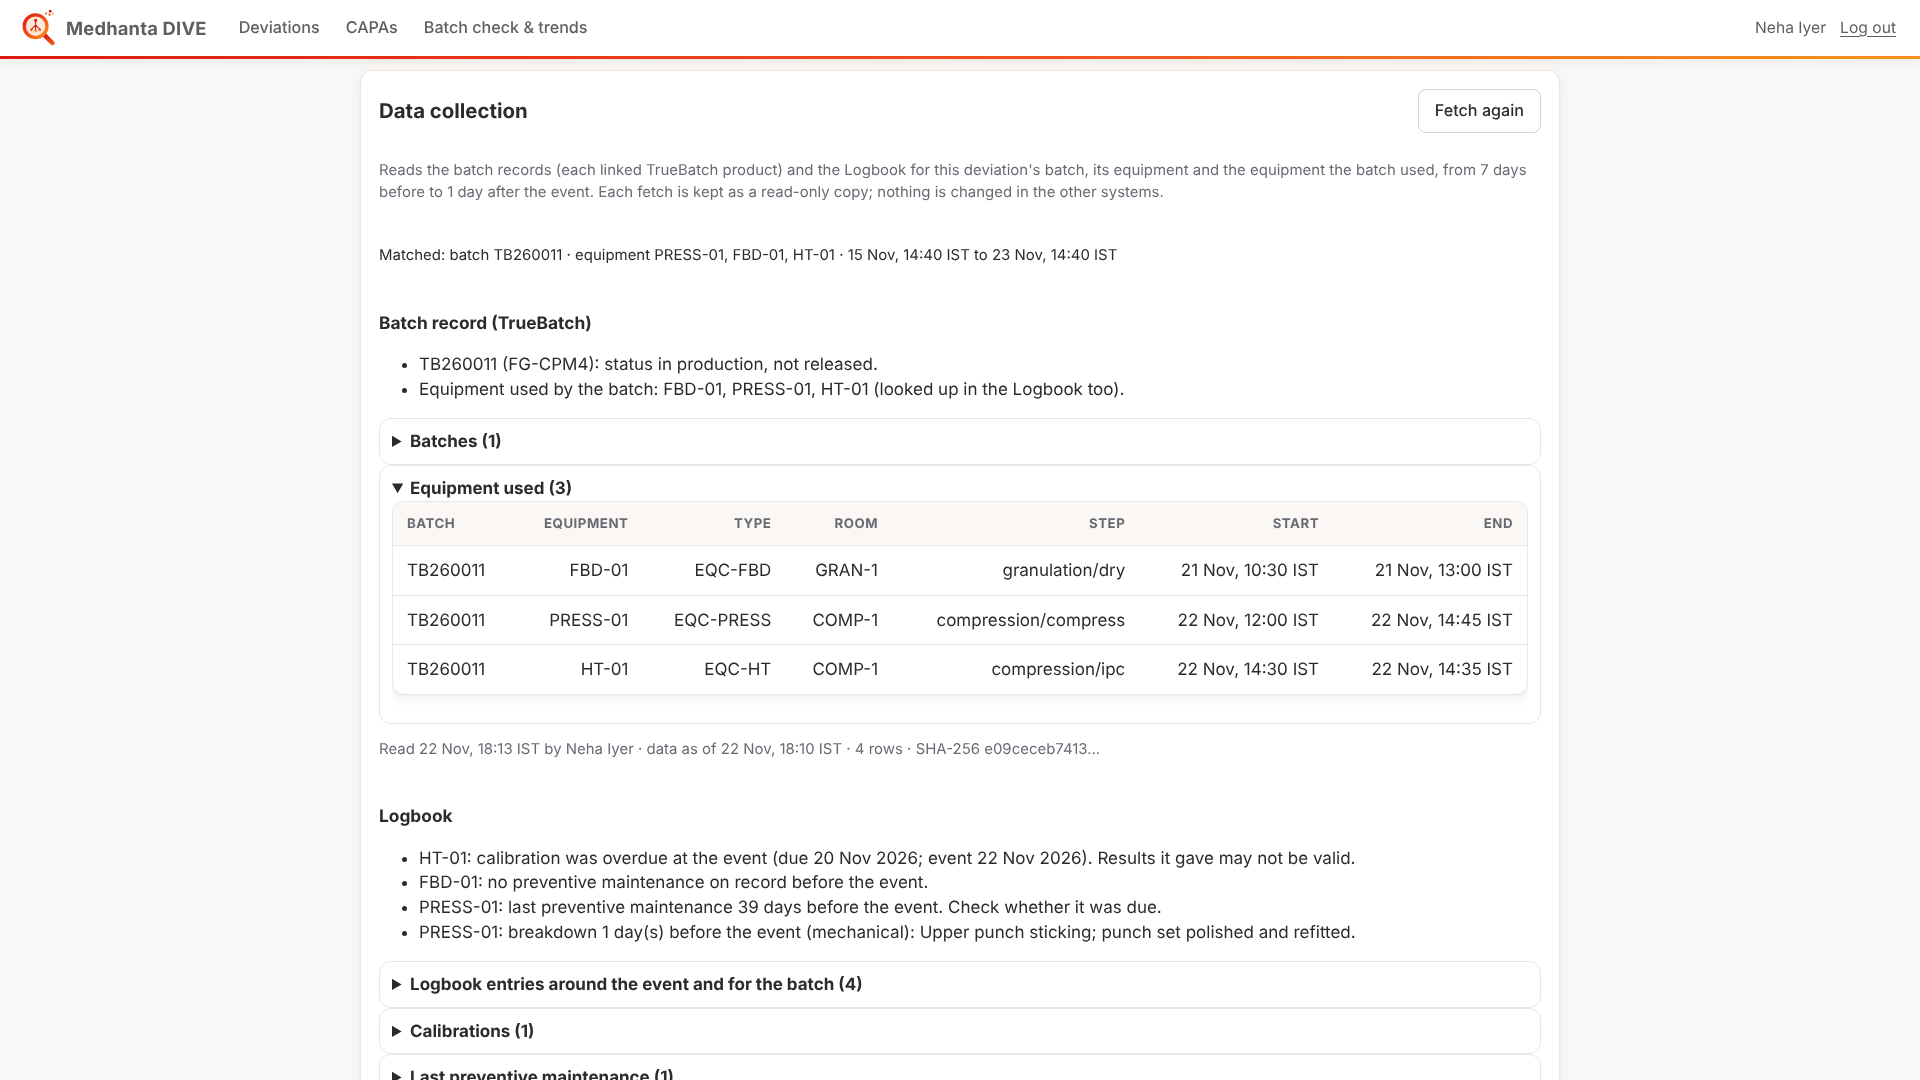 Medhanta DIVE Deviations CAPAs Batch check & trends Neha Iyer Log out
Data collection Fetch again
Reads the batch records (each linked TrueBatch product) and the Logbook for this deviation's batch, its equipment and the equipment the batch used, from 7 days
before to 1 day after the event. Each fetch is kept as a read-only copy; nothing is changed in the other systems.
Matched: batch TB260011 · equipment PRESS-01, FBD-01, HT-01 · 15 Nov, 14:40 IST to 23 Nov, 14:40 IST
Batch record (TrueBatch)
• TB260011 (FG-CPM4): status in production, not released.
• Equipment used by the batch: FBD-01, PRESS-01, HT-01 (looked up in the Logbook too).
▶ Batches (1)
▼ Equipment used (3)
BATCH EQUIPMENT TYPE ROOM STEP START END
TB260011 FBD-01 EQC-FBD GRAN-1 granulation/dry 21 Nov, 10:30 IST 21 Nov, 13:00 IST
TB260011 PRESS-01 EQC-PRESS COMP-1 compression/compress 22 Nov, 12:00 IST 22 Nov, 14:45 IST
TB260011 HT-01 EQC-HT COMP-1 compression/ipc 22 Nov, 14:30 IST 22 Nov, 14:35 IST
Read 22 Nov, 18:13 IST by Neha Iyer · data as of 22 Nov, 18:10 IST · 4 rows · SHA-256 e09ceceb7413…
Logbook
• HT-01: calibration was overdue at the event (due 20 Nov 2026; event 22 Nov 2026). Results it gave may not be valid.
• FBD-01: no preventive maintenance on record before the event.
• PRESS-01: last preventive maintenance 39 days before the event. Check whether it was due.
• PRESS-01: breakdown 1 day(s) before the event (mechanical): Upper punch sticking; punch set polished and refitted.
▶ Logbook entries around the event and for the batch (4)
▶ Calibrations (1)
▶ Last preventive maintenance (1)